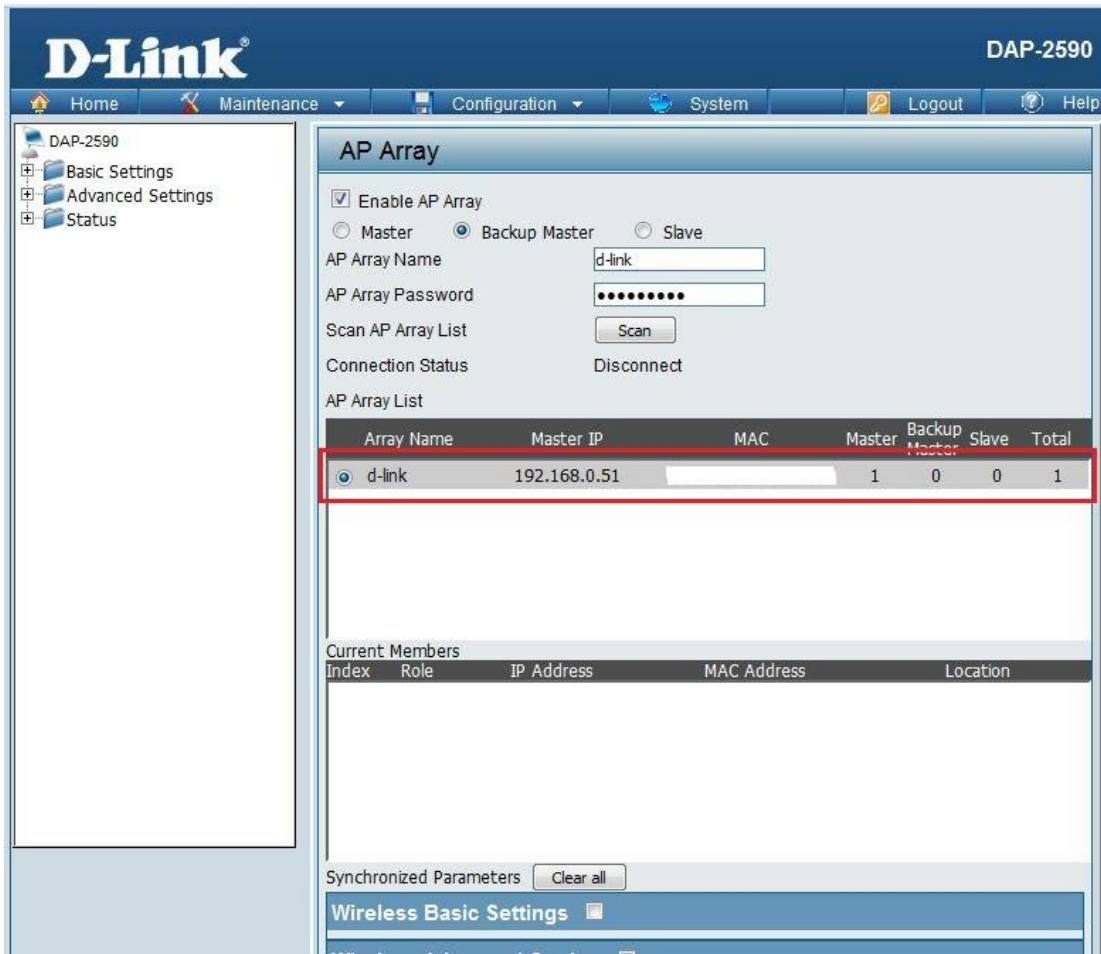 D-Link®
DAP-2590
Home Maintenance Configuration System Logout Help
DAP-2590
Basic Settings
Advanced Settings
Status
AP Array
Enable AP Array
Master Backup Master Slave
AP Array Name d-link
AP Array Password •••••••••
Scan AP Array List Scan
Connection Status Disconnect
AP Array List
Array Name Master IP MAC Master Backup Master Slave Total
d-link 192.168.0.51 1 0 0 1
Current Members
Index Role IP Address MAC Address Location
Synchronized Parameters Clear all
Wireless Basic Settings